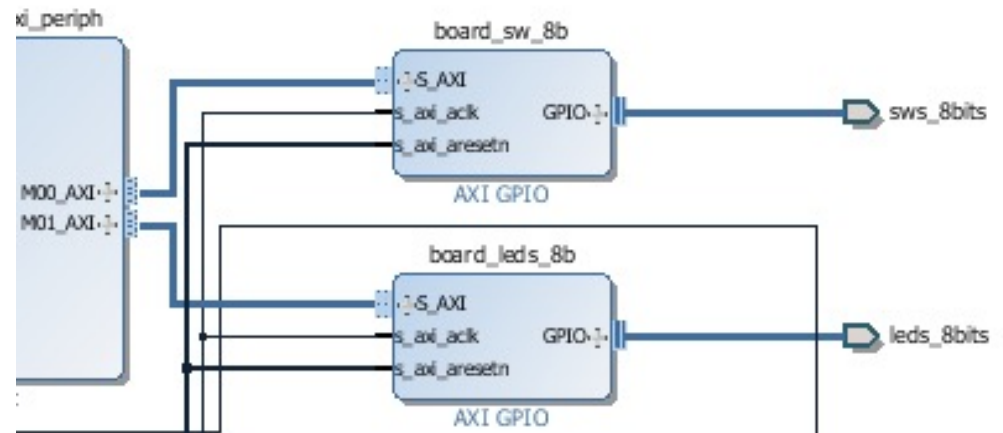 xi_periph
M00_AXI
M01_AXI
board_sw_8b
S_AXI
s_axi_aclk
s_axi_aresetn
GPIO
AXI GPIO
sws_8bits
board_leds_8b
S_AXI
s_axi_aclk
s_axi_aresetn
GPIO
AXI GPIO
leds_8bits